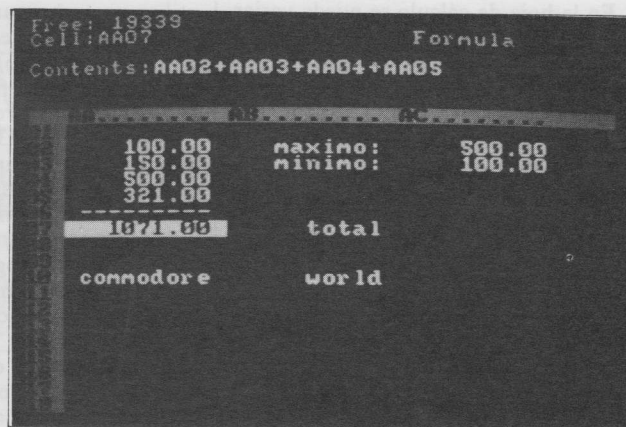 Free: 19339
Cell:AA07 Formula
Contents:AA02+AA03+AA04+AA05
AA........ AB........ AC........
100.00 maximo: 500.00
150.00 minimo: 100.00
500.00
321.00
----------
1071.00 total
commodore world